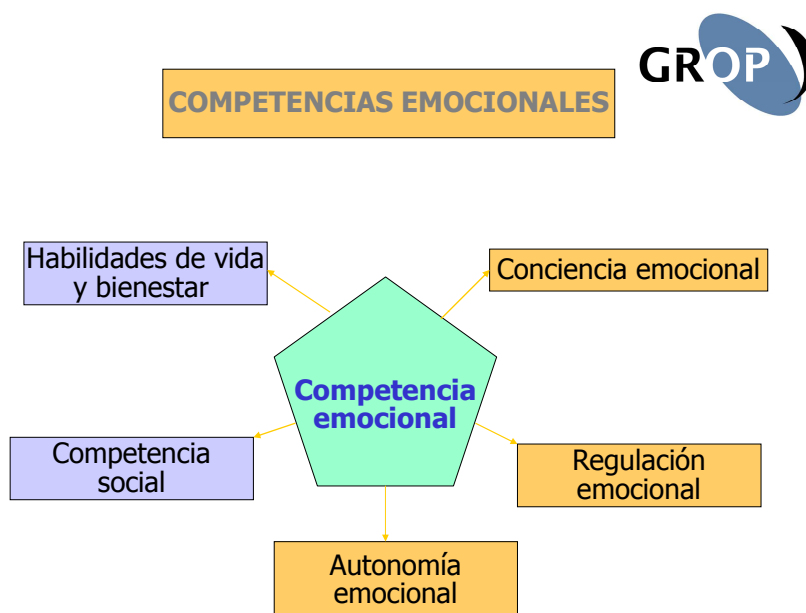 GROP
COMPETENCIAS EMOCIONALES
Habilidades de vida
y bienestar
Conciencia emocional
Competencia
emocional
Competencia
social
Regulación
emocional
Autonomía
emocional